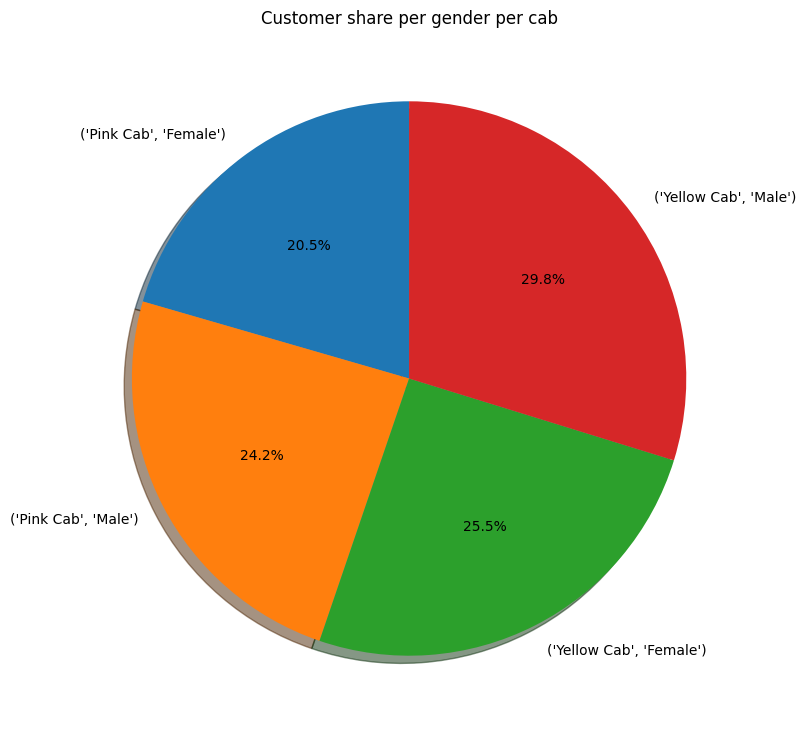 Customer share per gender per cab
('Pink Cab', 'Female')
('Yellow Cab', 'Male')
20.5%
29.8%
24.2%
('Pink Cab', 'Male')
25.5%
('Yellow Cab', 'Female')